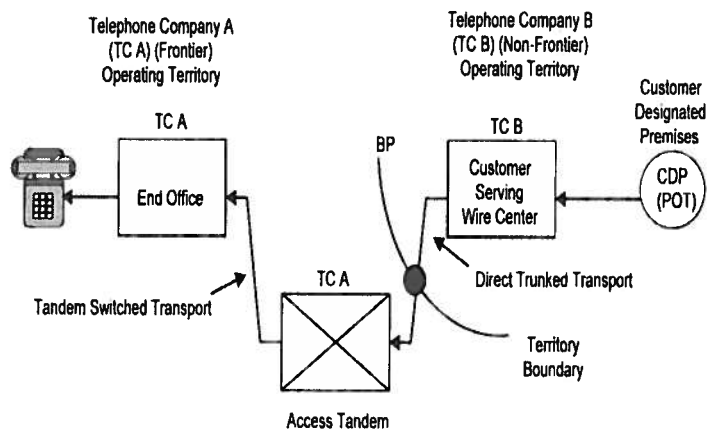 Telephone Company A
(TC A) (Frontier)
Operating Territory
Telephone Company B
(TC B) (Non-Frontier)
Operating Territory
Customer
Designated
Premises
TC A
End Office
BP
TC B
Customer
Serving
Wire Center
CDP
(POT)
Tandem Switched Transport
TC A
Direct Trunked Transport
Territory
Boundary
Access Tandem